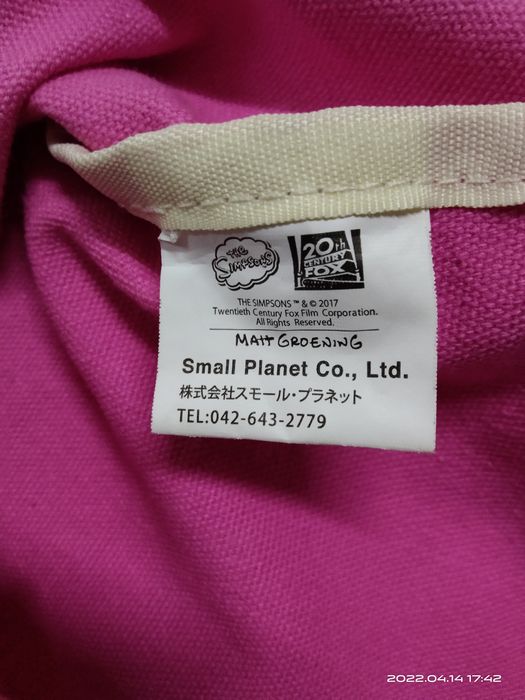 THE
SIMPSONS
20th
CENTURY
FOX
THE SIMPSONS ™ & © 2017
Twentieth Century Fox Film Corporation.
All Rights Reserved.
MATT GROENING
Small Planet Co., Ltd.
株式会社スモール・プラネット
TEL:042-643-2779
2022.04.14 17:42